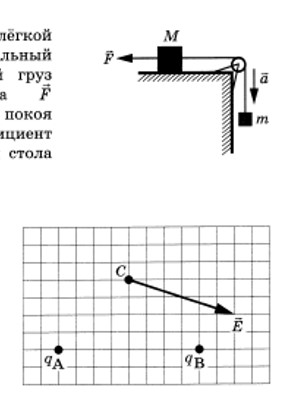 лёгкой
альный
й груз
а F⃗
покоя
ициент
стола
M
F⃗
a⃗
m
C
E⃗
qA
qB